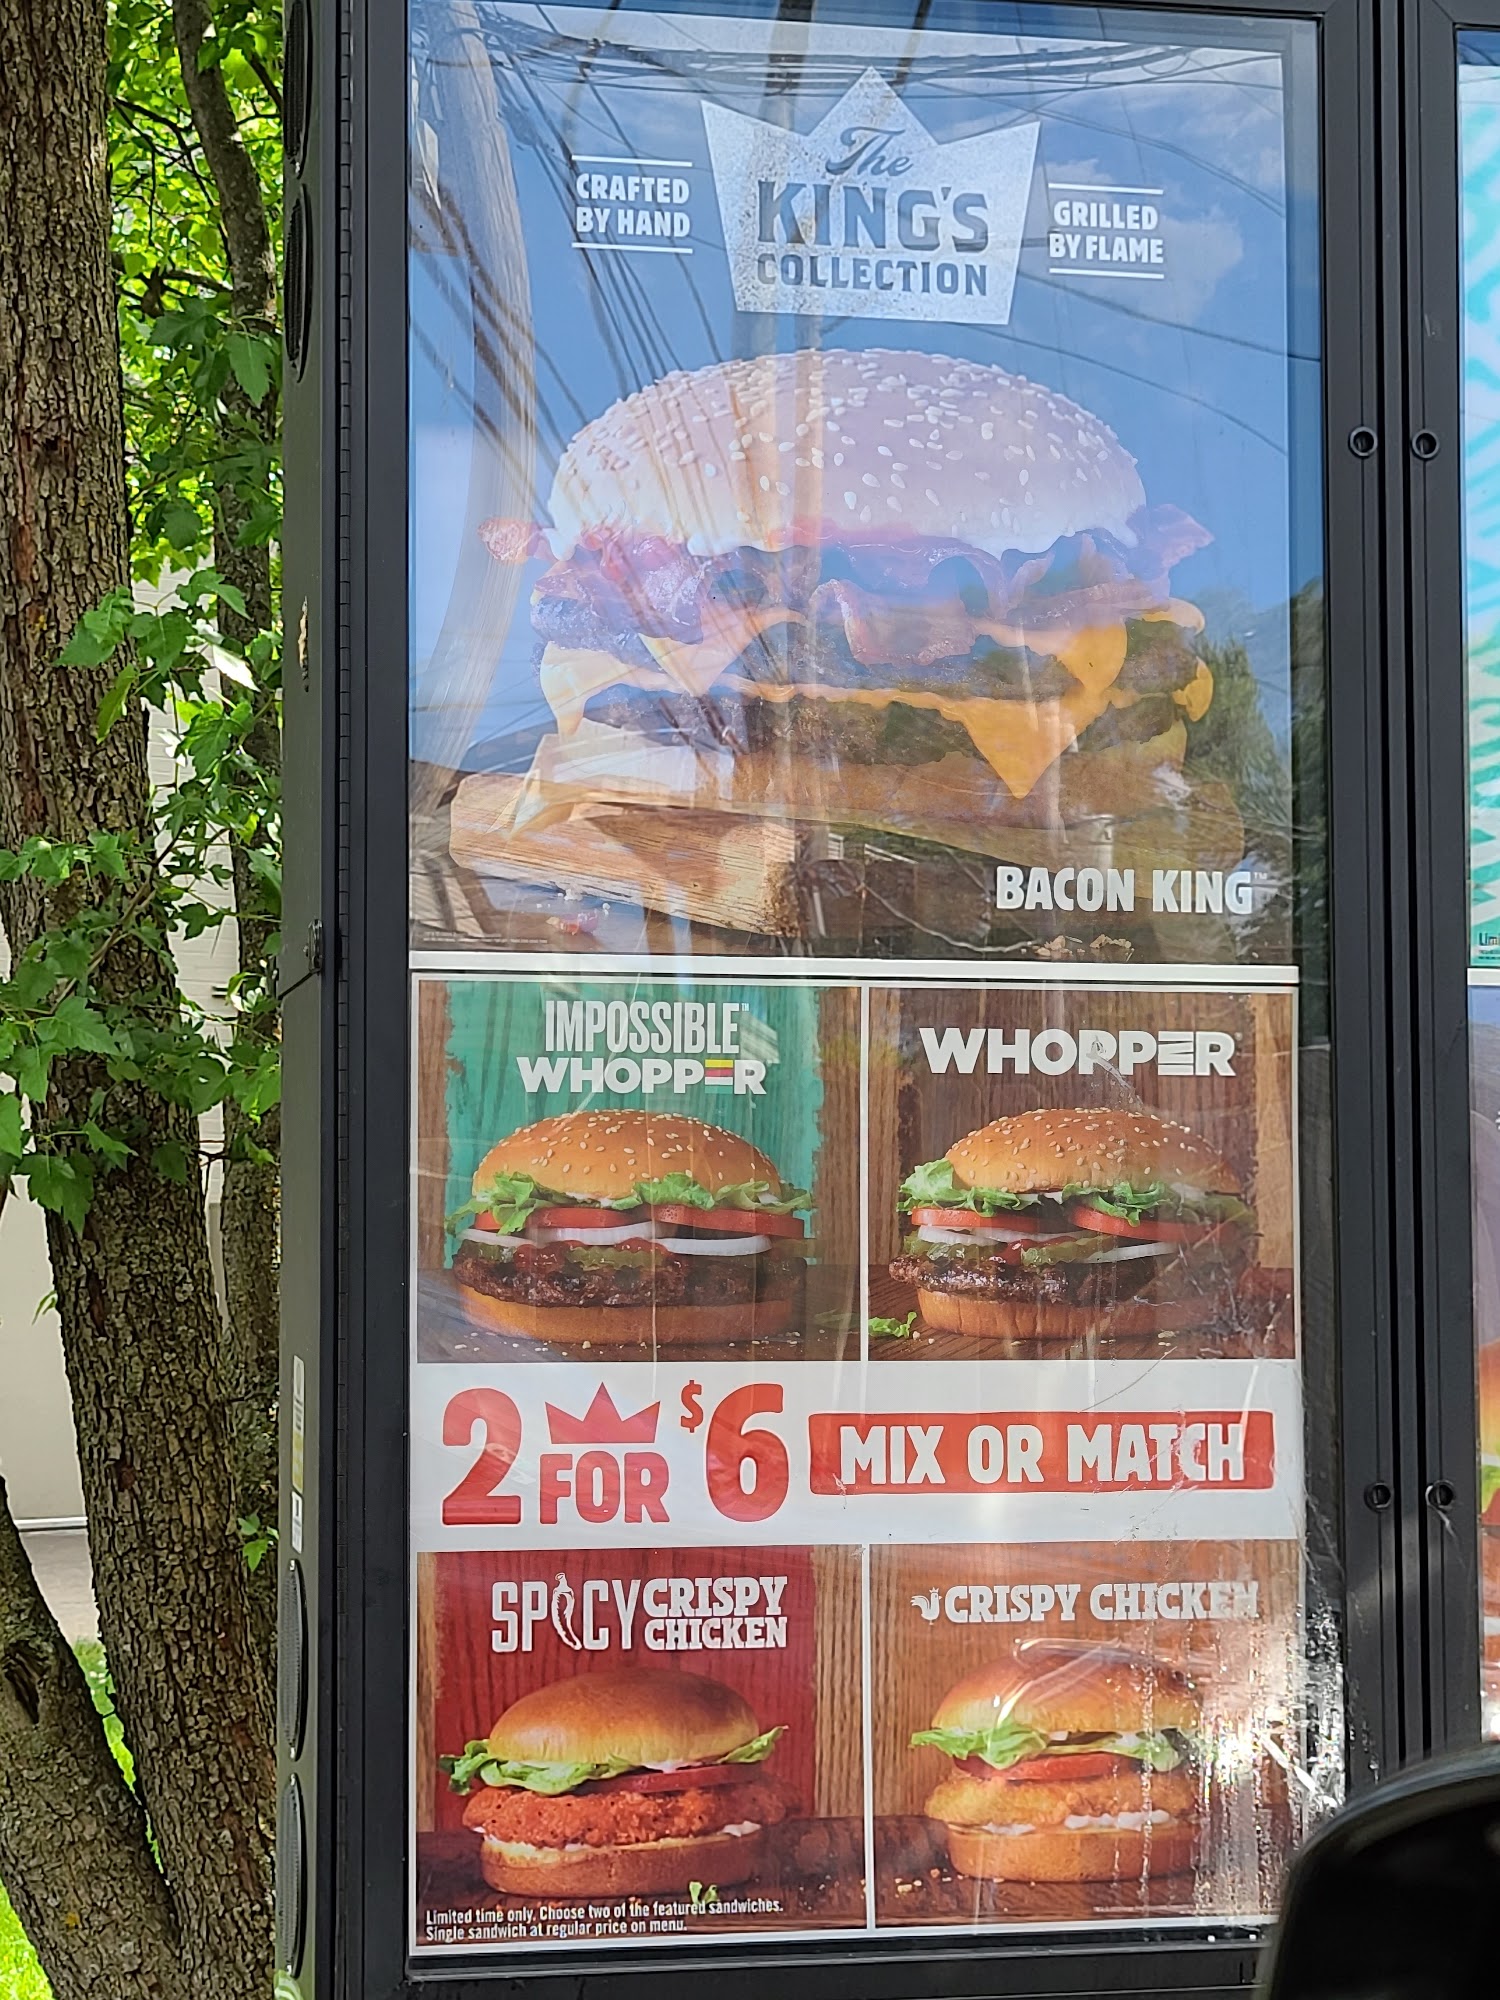 CRAFTED
BY HAND
The
KING'S
COLLECTION
GRILLED
BY FLAME
BACON KING™
IMPOSSIBLE™
WHOPPER
WHOPPER®
2 FOR $6 MIX OR MATCH
SPICY CRISPY
CHICKEN
CRISPY CHICKEN
Limited time only. Choose two of the featured sandwiches.
Single sandwich at regular price on menu.